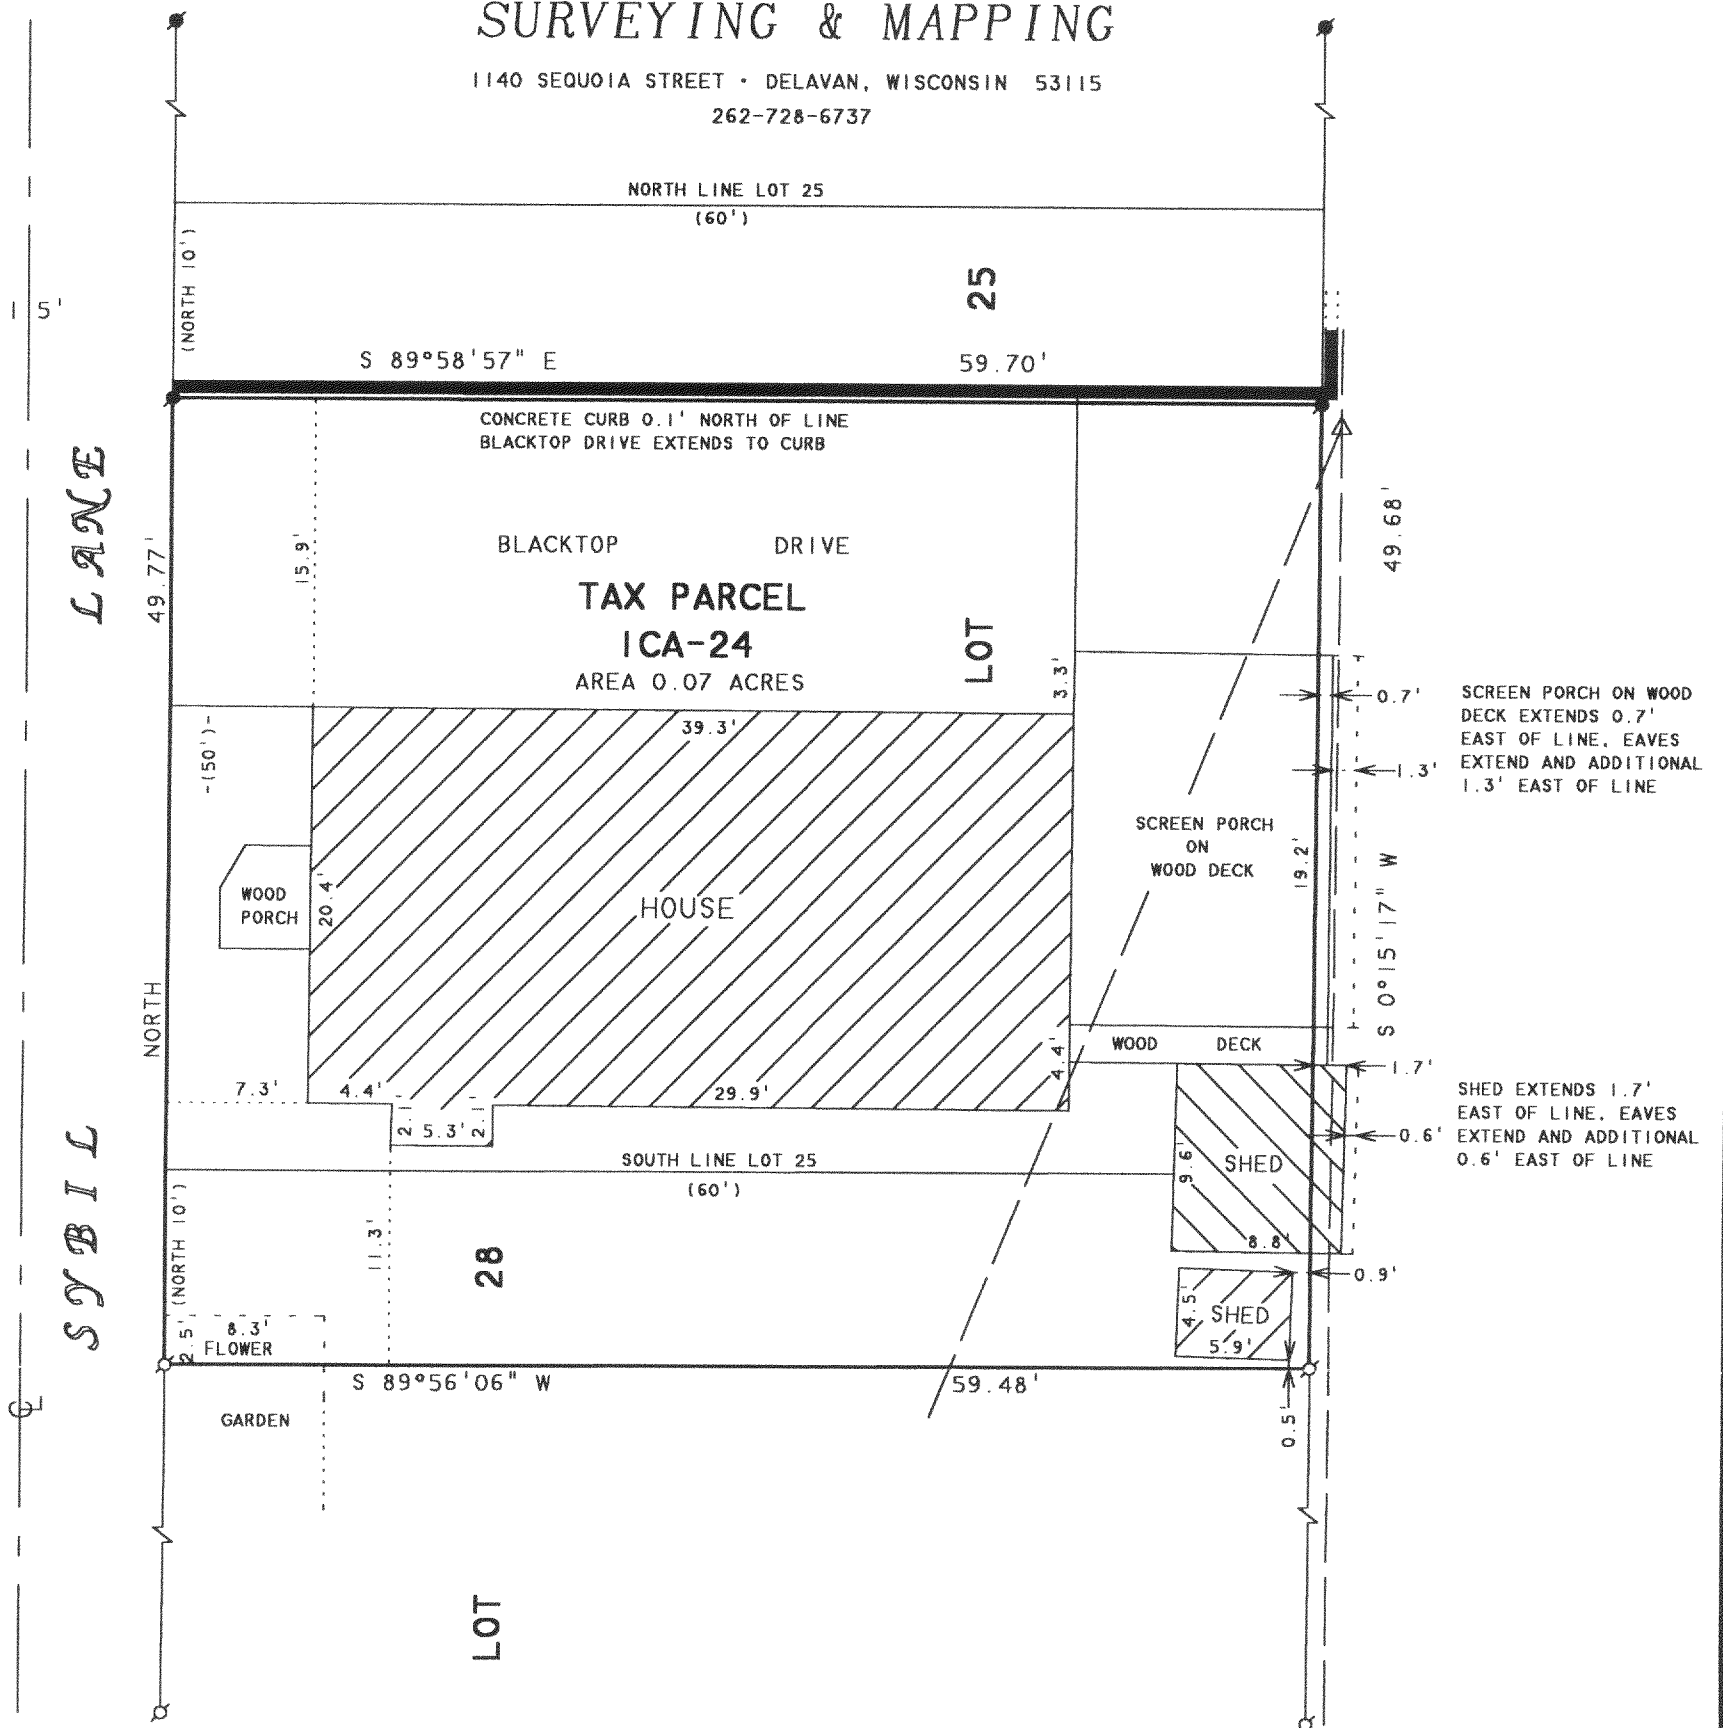 SURVEYING & MAPPING
1140 SEQUOIA STREET • DELAVAN, WISCONSIN 53115
262-728-6737
NORTH LINE LOT 25
(60')
(NORTH 10')
25
15'
S 89°58'57" E
59.70'
CONCRETE CURB 0.1' NORTH OF LINE
BLACKTOP DRIVE EXTENDS TO CURB
LANE
49.77'
15.9'
BLACKTOP DRIVE
49.68'
TAX PARCEL
ICA-24
AREA 0.07 ACRES
LOT
3.3'
39.3'
-(50')-
0.7'
SCREEN PORCH ON WOOD
DECK EXTENDS 0.7'
EAST OF LINE, EAVES
EXTEND AND ADDITIONAL
1.3' EAST OF LINE
1.3'
SCREEN PORCH
ON
WOOD DECK
19.2'
WOOD
PORCH
20.4'
HOUSE
S 0°15'17" W
NORTH
WOOD DECK
4.4'
1.7'
7.3'
4.4'
29.9'
SHED EXTENDS 1.7'
EAST OF LINE, EAVES
EXTEND AND ADDITIONAL
0.6' EAST OF LINE
2.1'
5.3'
2.1'
0.6'
SOUTH LINE LOT 25
(60')
9.6'
SHED
8.8'
SYBIL
(NORTH 10')
11.3'
28
0.9'
4.5'
SHED
5.9'
2.5'
8.3'
FLOWER
S 89°56'06" W
59.48'
GARDEN
0.5'
LOT